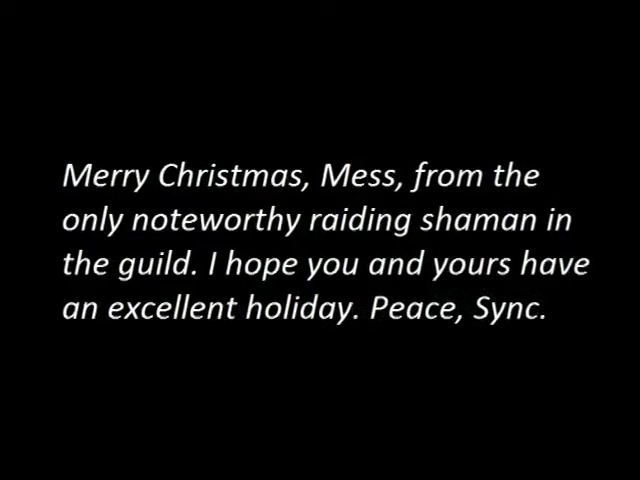 Merry Christmas, Mess, from the
only noteworthy raiding shaman in
the guild. I hope you and yours have
an excellent holiday. Peace, Sync.